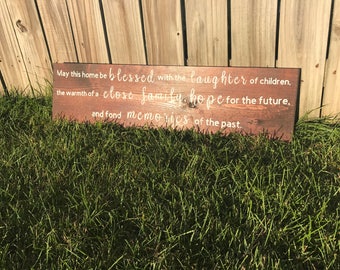 May this home be blessed with the laughter of children,
the warmth of a close family, hope for the future,
and fond memories of the past.